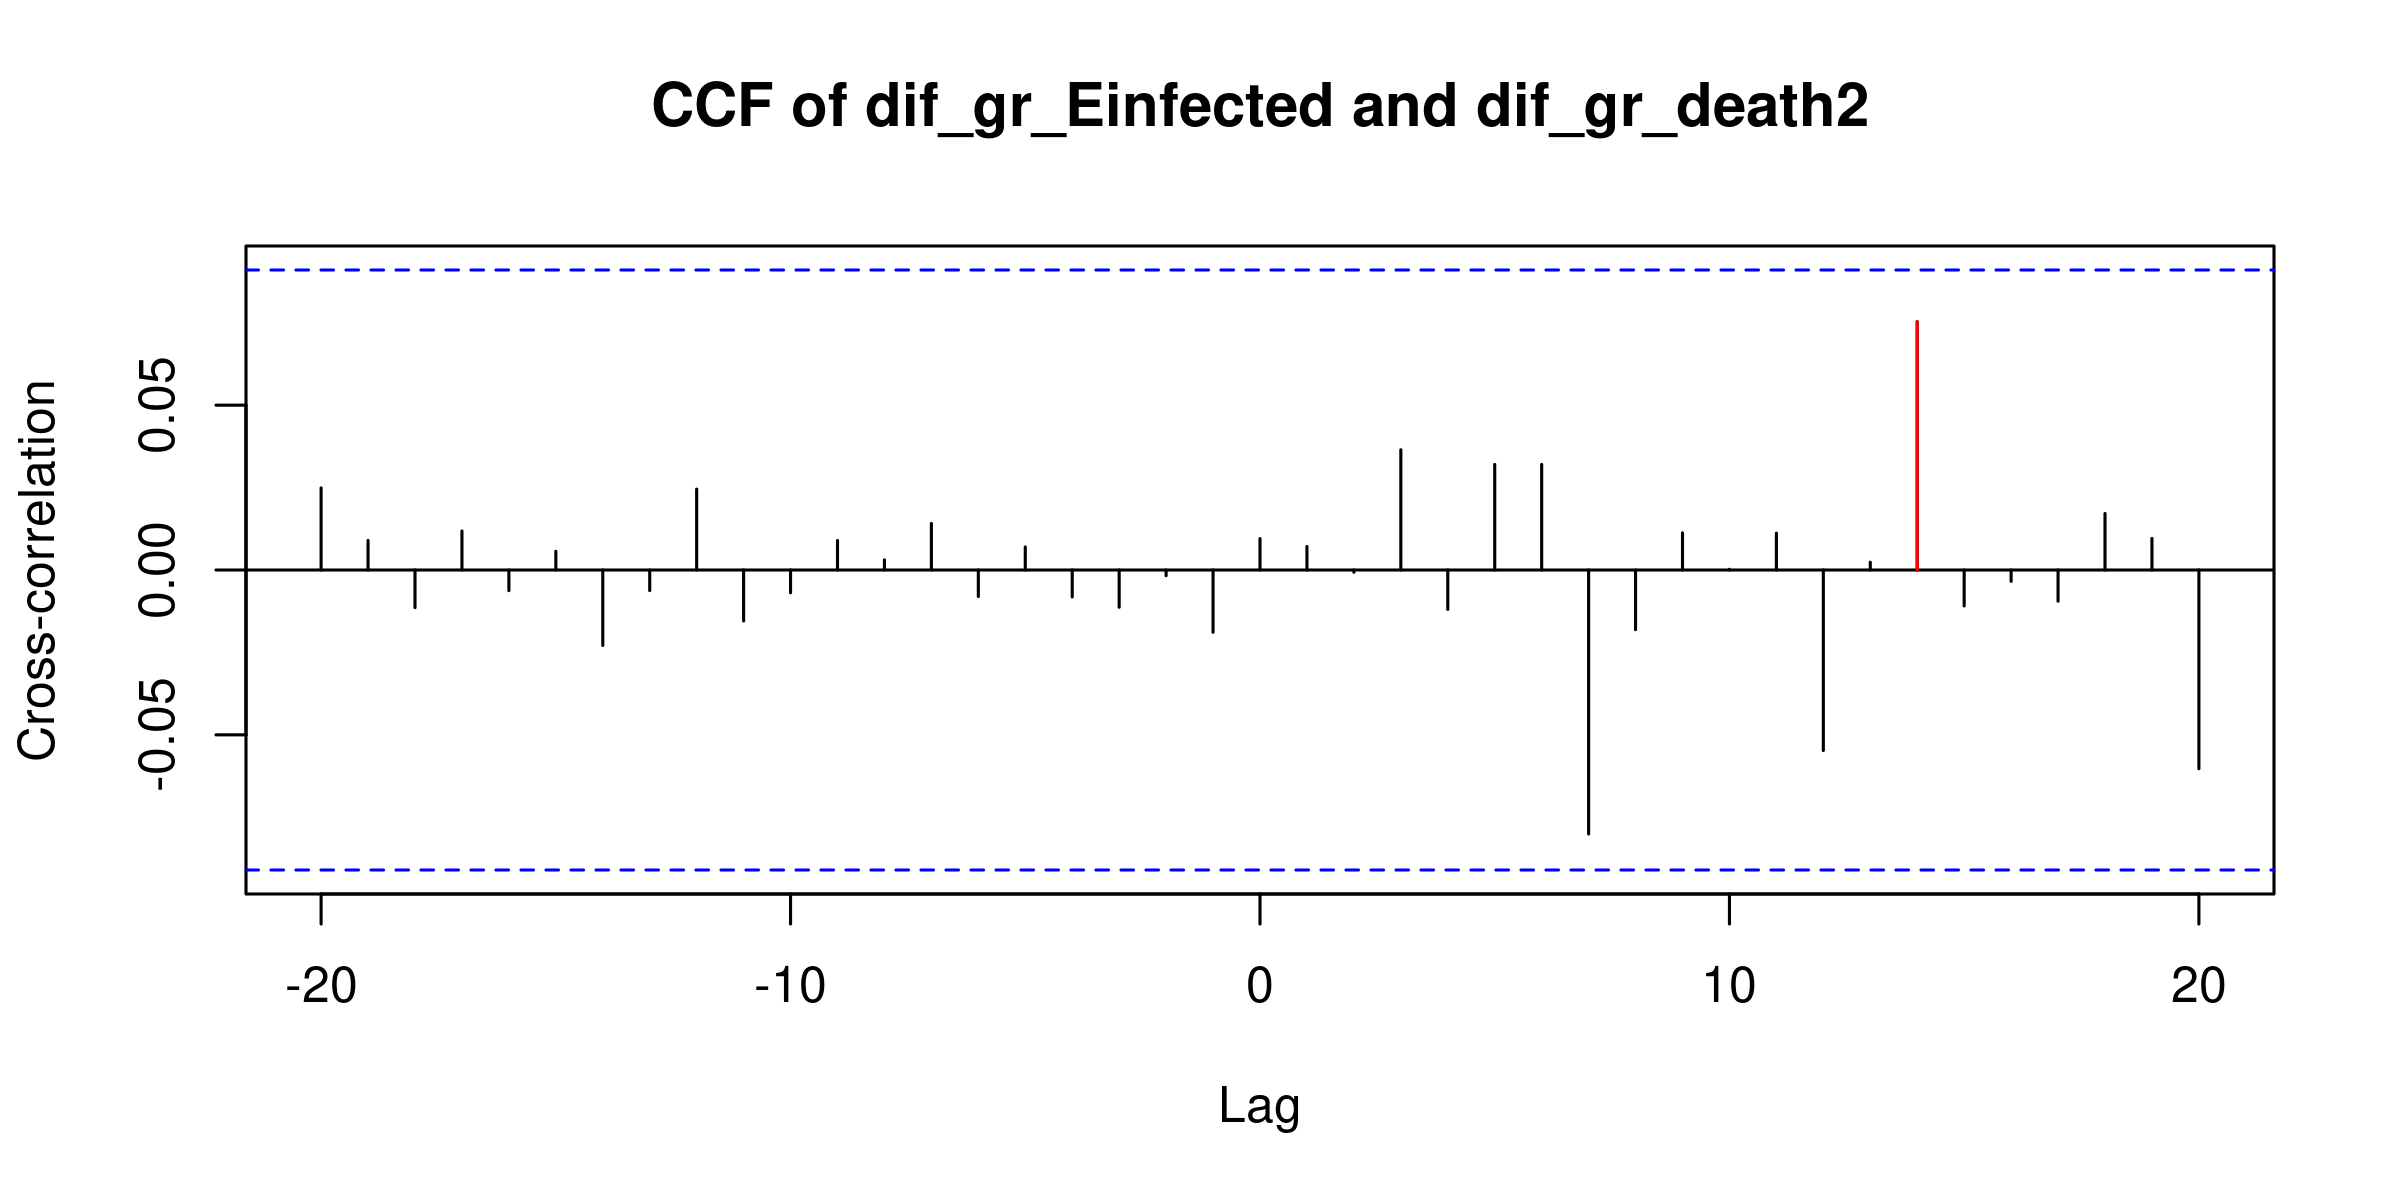 CCF of dif_gr_Einfected and dif_gr_death2
Cross-correlation
0.05
0.00
-0.05
-20 -10 0 10 20
Lag